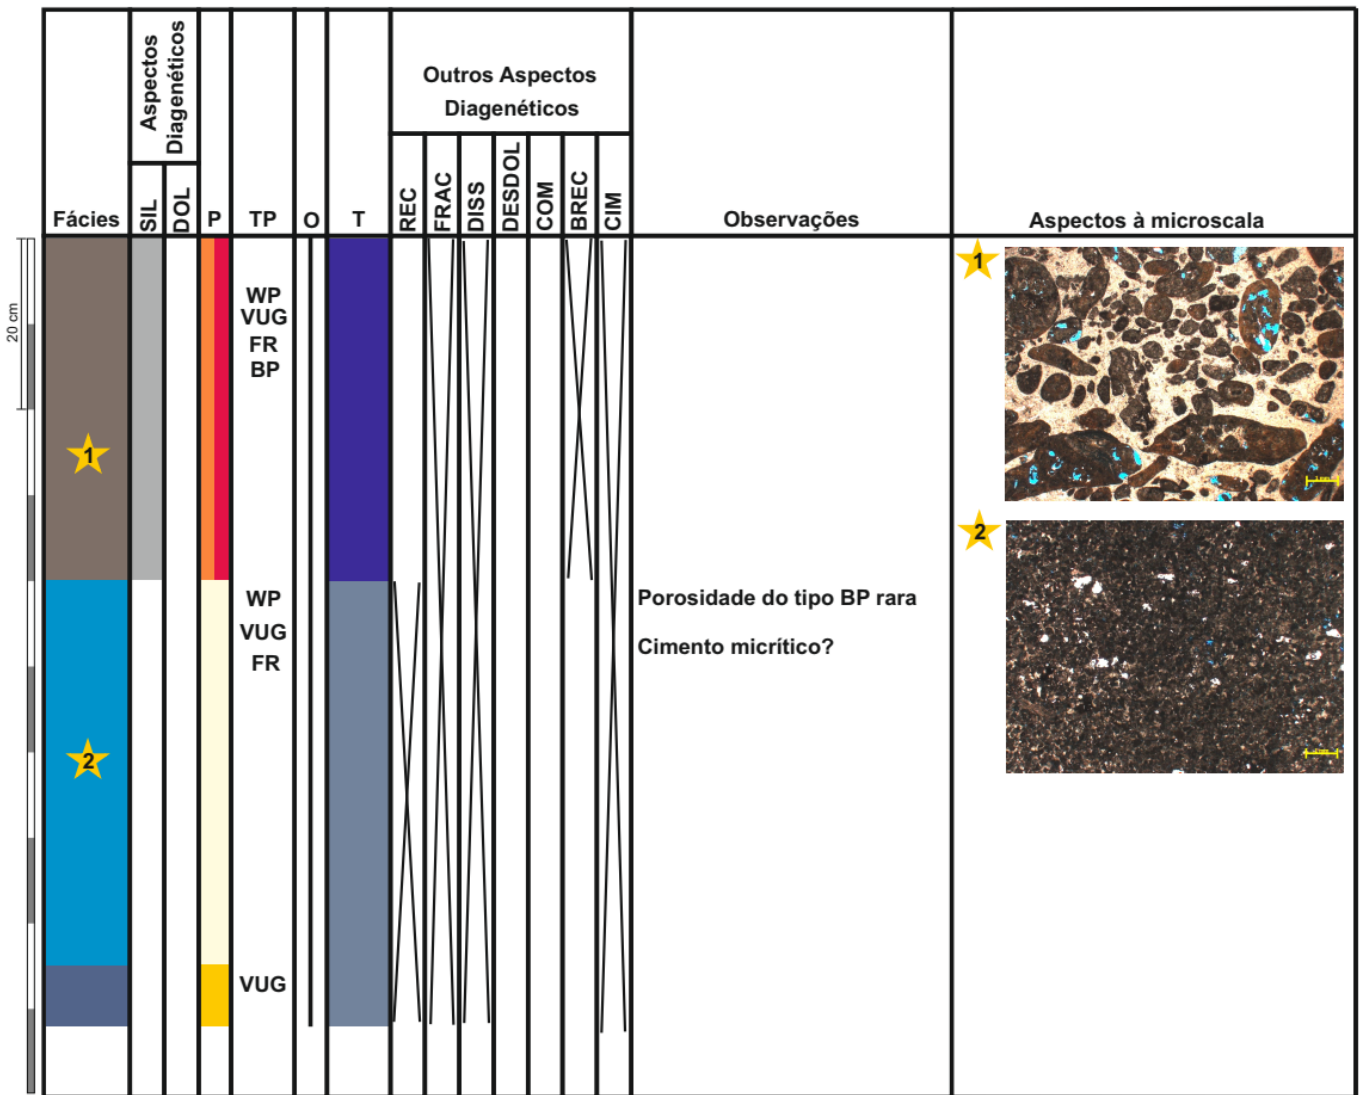 Aspectos
Diagenéticos
Outros Aspectos
Diagenéticos
Fácies
SIL
DOL
P
TP
O
T
REC
FRAC
DISS
DESDOL
COM
BREC
CIM
Observações
Aspectos à microscala
20 cm
WP
VUG
FR
BP
1
1
2
WP
VUG
FR
Porosidade do tipo BP rara
Cimento micrítico?
2
VUG